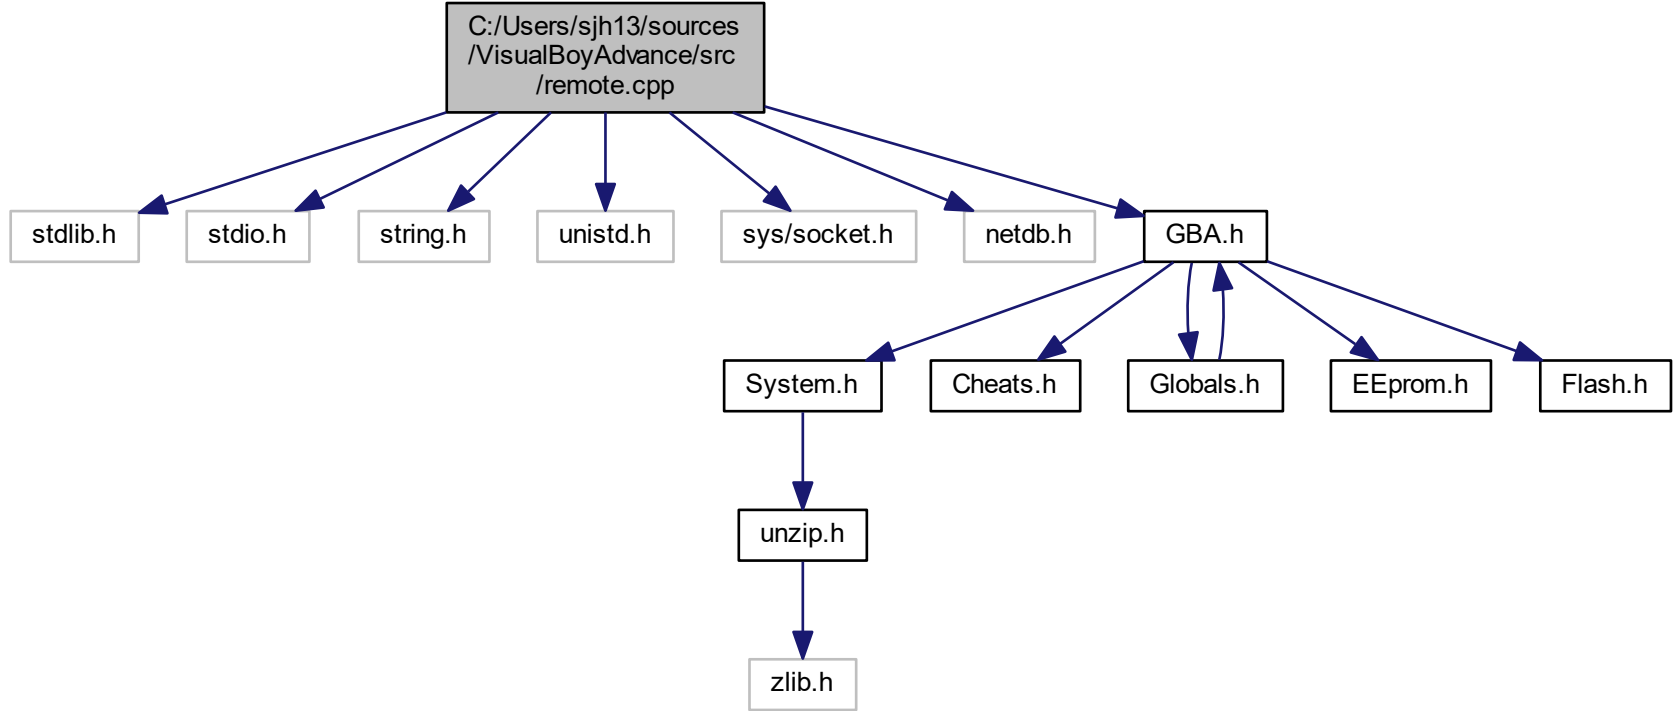 C:/Users/sjh13/sources
/VisualBoyAdvance/src
/remote.cpp
stdlib.h
stdio.h
string.h
unistd.h
sys/socket.h
netdb.h
GBA.h
System.h
Cheats.h
Globals.h
EEprom.h
Flash.h
unzip.h
zlib.h